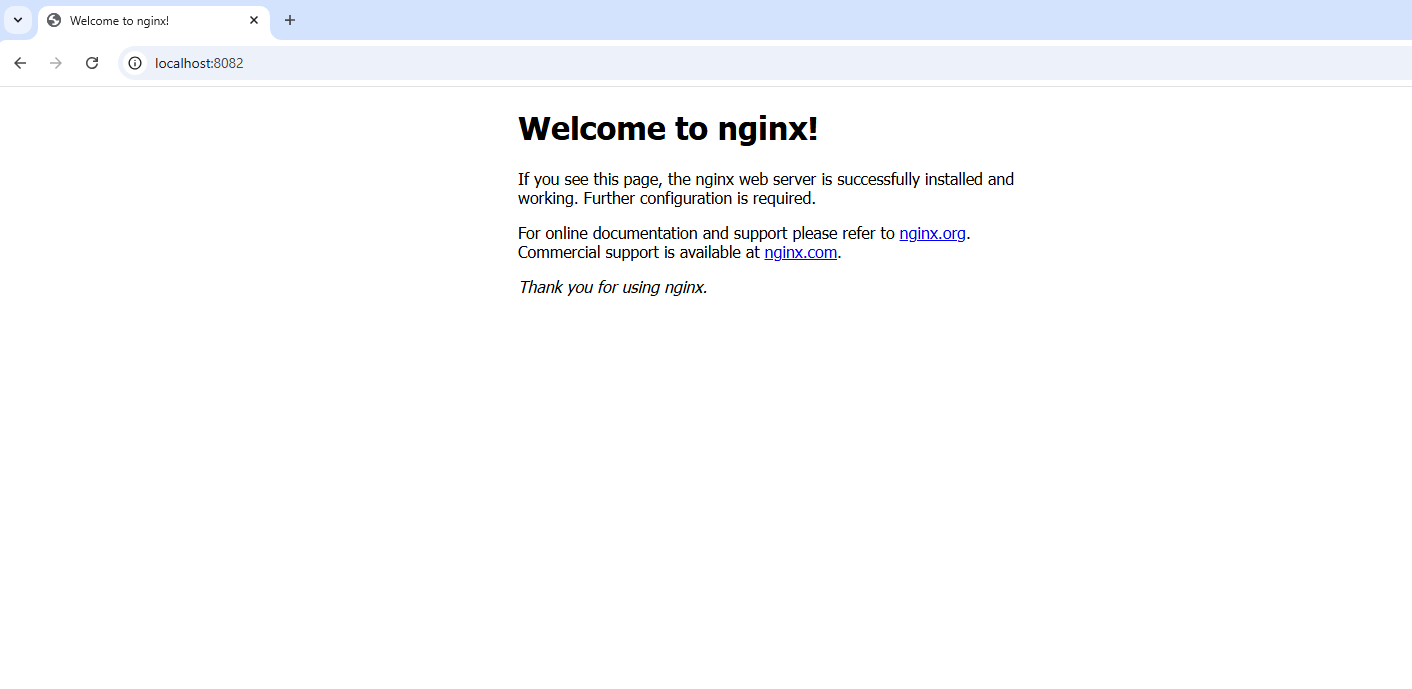 Welcome to nginx!
localhost:8082
Welcome to nginx!
If you see this page, the nginx web server is successfully installed and
working. Further configuration is required.
For online documentation and support please refer to nginx.org.
Commercial support is available at nginx.com.
Thank you for using nginx.